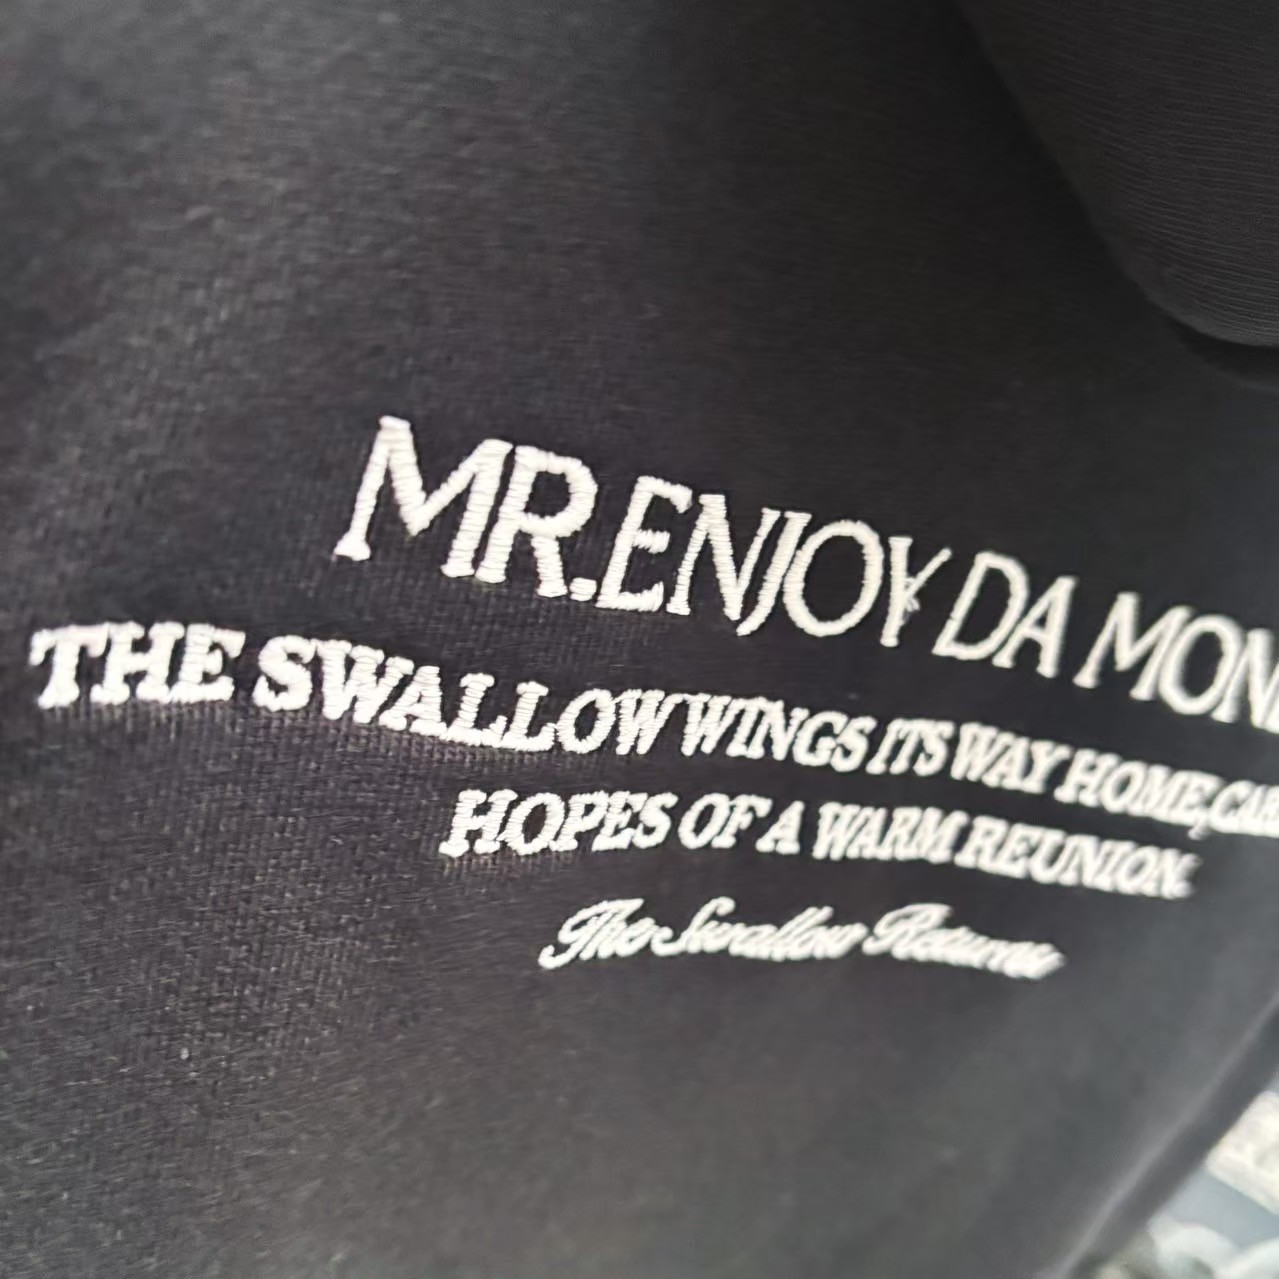 MR.ENJOY DA MON
THE SWALLOW WINGS ITS WAY HOME,
HOPES OF A WARM REUNION.
The Swallow Returns